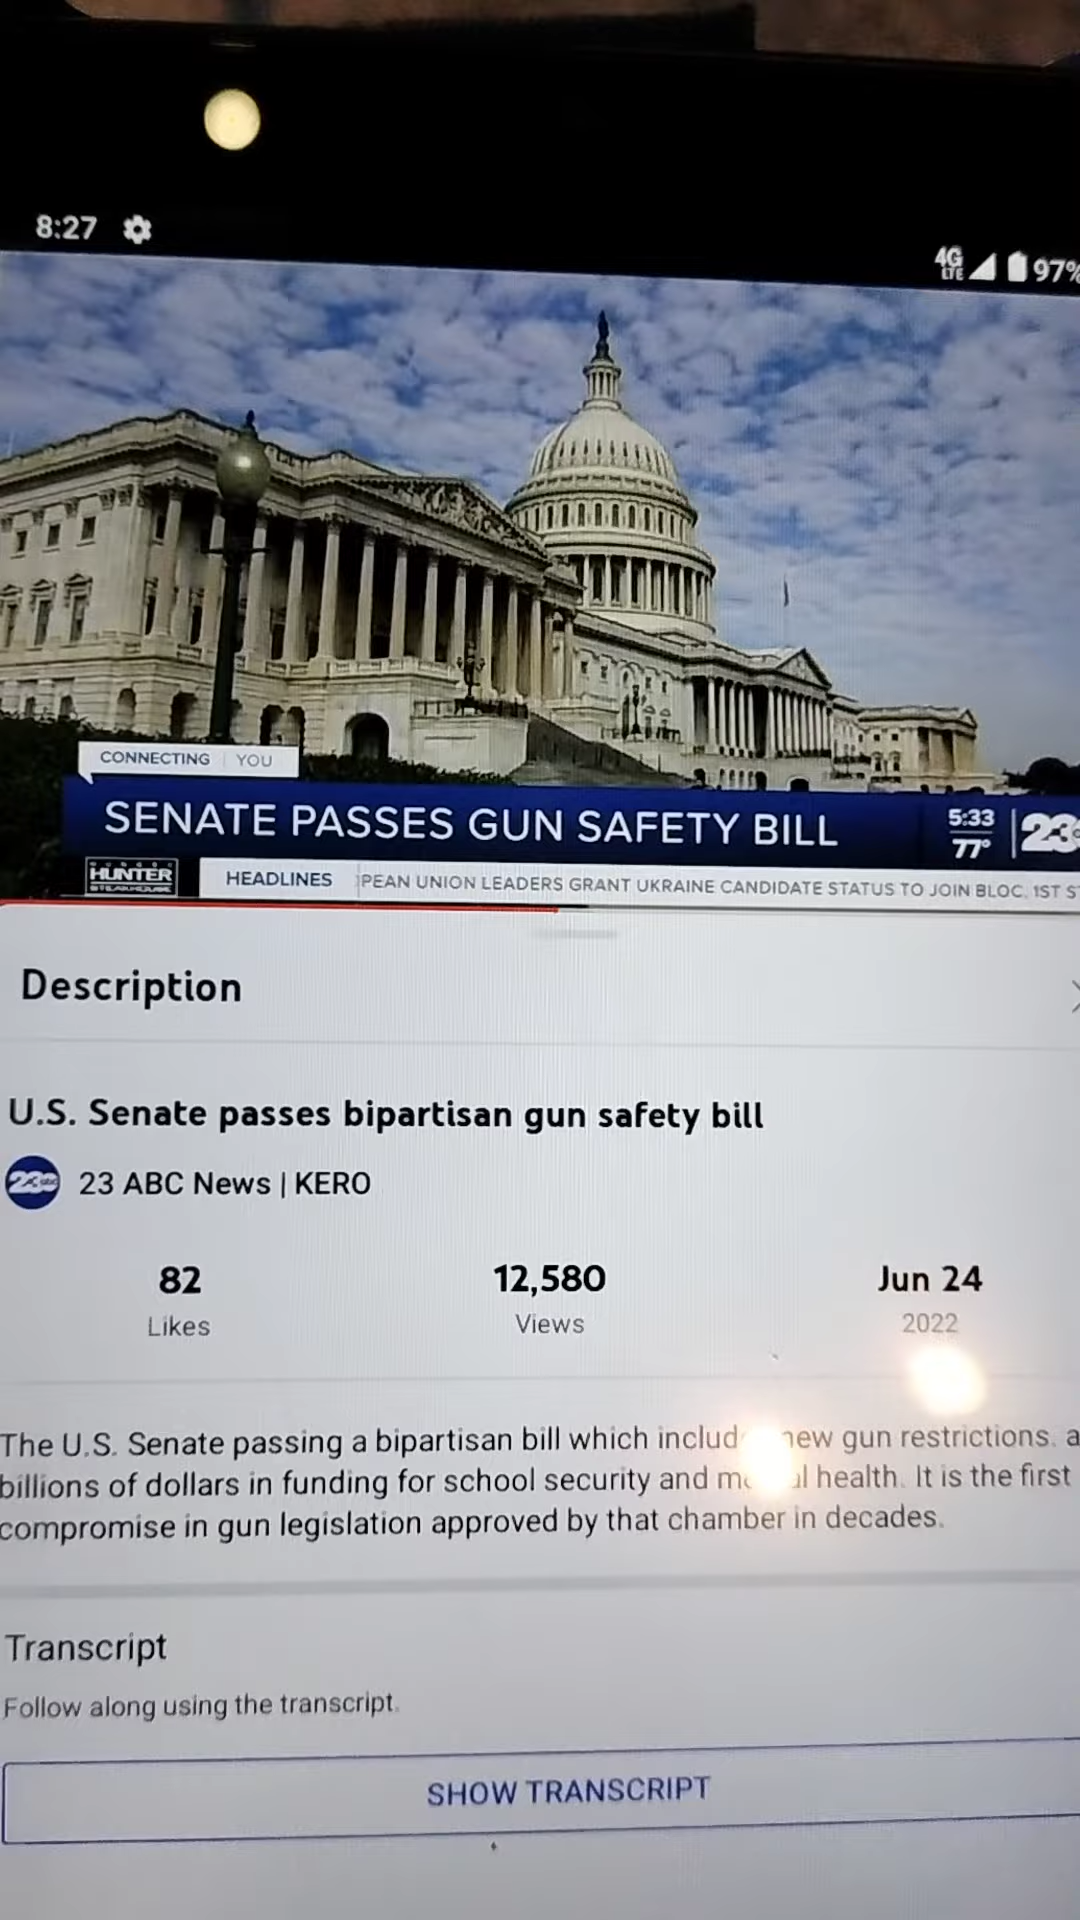 8:27
4G LTE 97%
CONNECTING | YOU
SENATE PASSES GUN SAFETY BILL
5:33
77°
23
HUNTER
HEADLINES PEAN UNION LEADERS GRANT UKRAINE CANDIDATE STATUS TO JOIN BLOC, 1ST
Description
U.S. Senate passes bipartisan gun safety bill
23 ABC News | KERO
82 12,580 Jun 24
Likes Views 2022
The U.S. Senate passing a bipartisan bill which new gun restrictions, a
billions of dollars in funding for school security and health. It is the first
compromise in gun legislation approved by that chamber in decades.
Transcript
Follow along using the transcript.
SHOW TRANSCRIPT